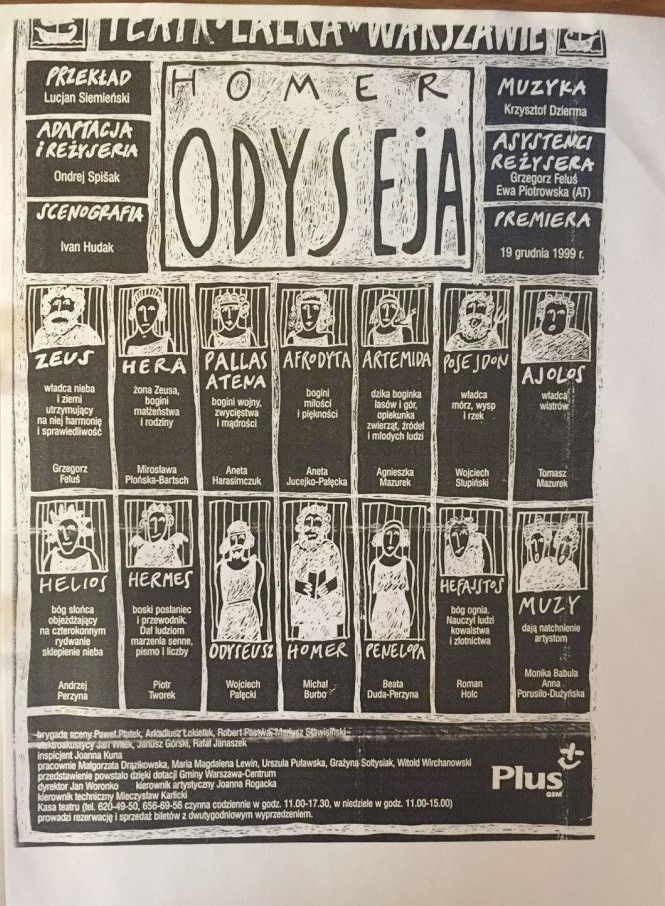 TEATR LALKA W WARSZAWIE
PRZEKŁAD
Lucjan Siemieński
ADAPTACJA
i REŻYSERIA
Ondrej Spišak
SCENOGRAFIA
Ivan Hudak
HOMER
ODYSEjA
MUZYKA
Krzysztof Dzierma
ASYSTENCI
REŻYSERA
Grzegorz Feluś
Ewa Piotrowska (AT)
PREMIERA
19 grudnia 1999 r.
ZEUS
władca nieba
i ziemi
utrzymujący
na niej harmonię
i sprawiedliwość
Grzegorz
Feluś
HERA
żona Zeusa,
bogini
małżeństwa
i rodziny
Mirosława
Płońska-Bartsch
PALLAS
ATENA
bogini wojny,
zwycięstwa
i mądrości
Aneta
Harasimczuk
AFRODYTA
bogini
miłości
i piękności
Aneta
Jucejko-Pałęcka
ARTEMIDA
dzika boginka
lasów i gór,
opiekunka
zwierząt, źródeł
i młodych ludzi
Agnieszka
Mazurek
POSEJDON
władca
mórz, wysp
i rzek
Wojciech
Słupiński
AJOLOS
władca
wiatrów
Tomasz
Mazurek
HELIOS
bóg słońca
objeżdżający
na czterokonnym
rydwanie
sklepienie nieba
Andrzej
Perzyna
HERMES
boski posłaniec
i przewodnik.
Dał ludziom
marzenia senne,
pismo i liczby
Piotr
Tworek
ODYSEUSZ
Wojciech
Pałęcki
HOMER
Michał
Burbo
PENELOPA
Beata
Duda-Perzyna
HEFAJSTOS
bóg ognia.
Nauczył ludzi
kowalstwa
i złotnictwa
Roman
Holc
MUZY
dają natchnienie
artystom
Monika Babula
Anna
Porusiło-Dużyńska
brygada sceny Paweł Piątek, Arkadiusz Łokietek, Robert Pastwa, Mariusz Sławisiński
elektroakustycy Jan Witek, Janusz Górski, Rafał Janaszek
inspicjent Joanna Kuna
pracownie Małgorzata Drążikowska, Maria Magdalena Lewin, Urszula Puławska, Grażyna Sołtysiak, Witold Wirchanowski
przedstawienie powstało dzięki dotacji Gminy Warszawa-Centrum
dyrektor Jan Woronko kierownik artystyczny Joanna Rogacka
kierownik techniczny Mieczysław Karlicki
Kasa teatru (tel. 620-49-50, 656-69-56 czynna codziennie w godz. 11.00-17.30, w niedziele w godz. 11.00-15.00)
prowadzi rezerwację i sprzedaż biletów z dwutygodniowym wyprzedzeniem.
Plus
GSM